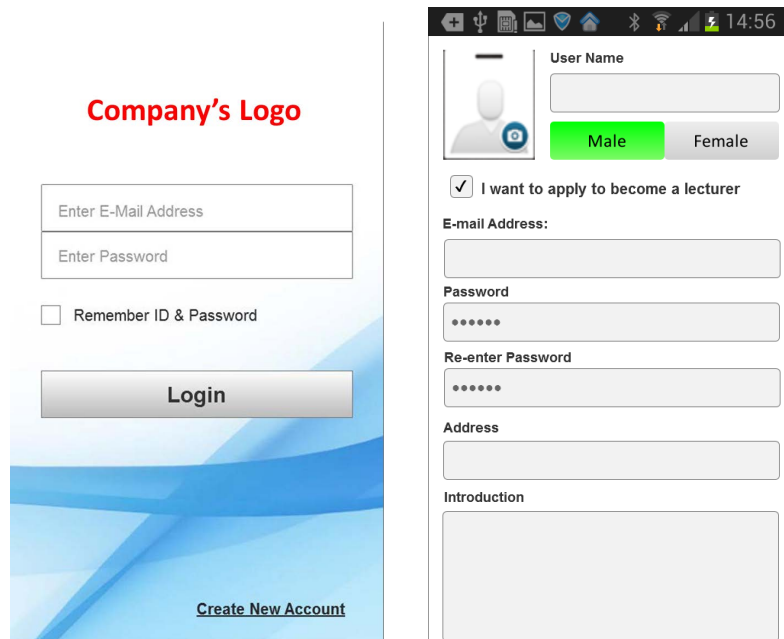 Company's Logo
Enter E-Mail Address
Enter Password
Remember ID & Password
Login
Create New Account
14:56
User Name
Male Female
✓ I want to apply to become a lecturer
E-mail Address:
Password
••••••
Re-enter Password
••••••
Address
Introduction